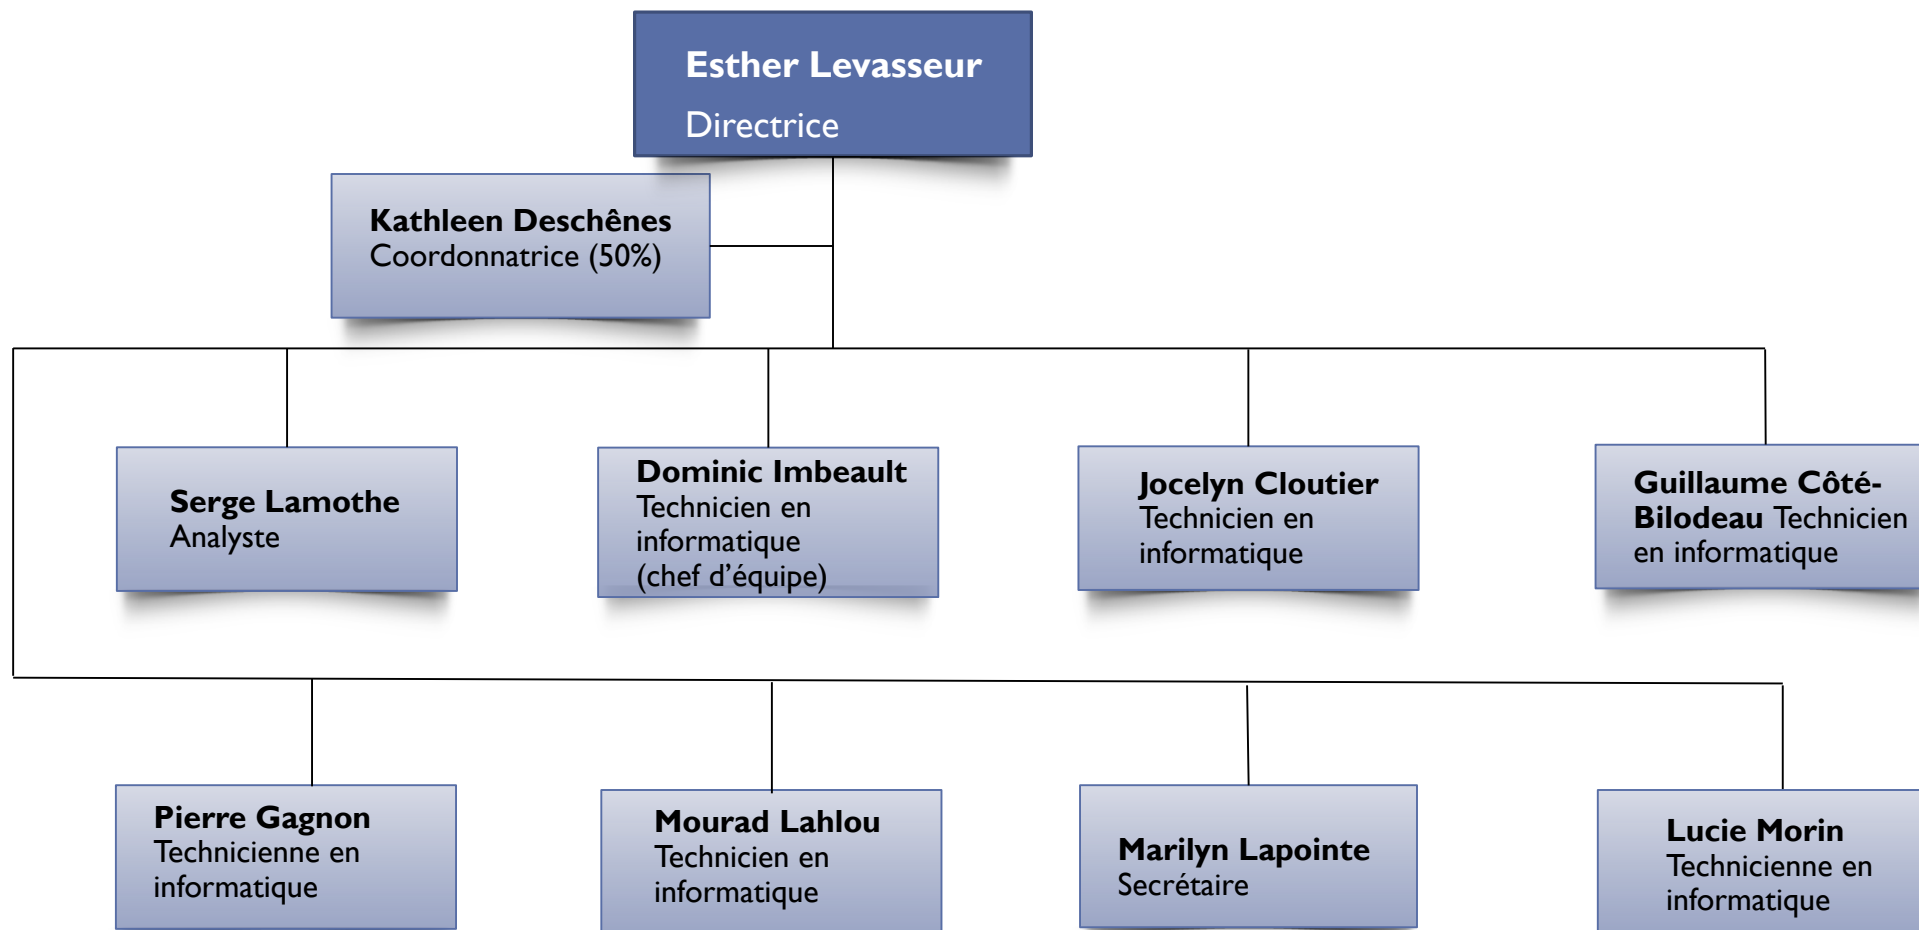 Esther Levasseur
Directrice
Kathleen Deschênes
Coordonnatrice (50%)
Serge Lamothe
Analyste
Dominic Imbeault
Technicien en
informatique
(chef d’équipe)
Jocelyn Cloutier
Technicien en
informatique
Guillaume Côté-
Bilodeau Technicien
en informatique
Pierre Gagnon
Technicienne en
informatique
Mourad Lahlou
Technicien en
informatique
Marilyn Lapointe
Secrétaire
Lucie Morin
Technicienne en
informatique